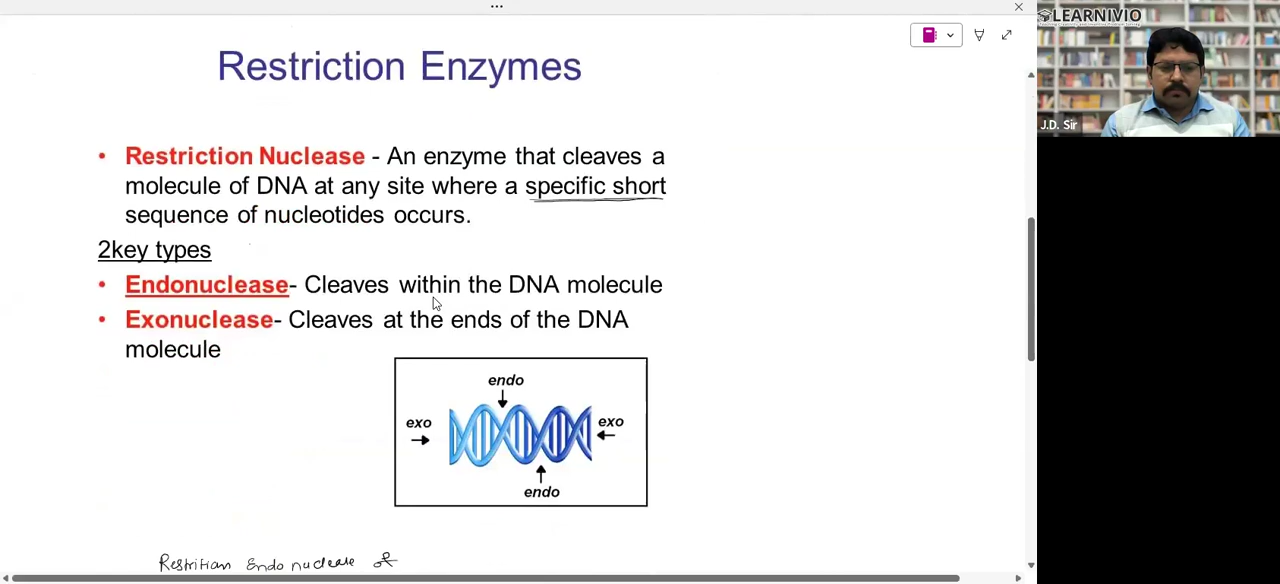 LEARNIVIO
Restriction Enzymes
J.D. Sir
• Restriction Nuclease - An enzyme that cleaves a
molecule of DNA at any site where a specific short
sequence of nucleotides occurs.
2key types
• Endonuclease- Cleaves within the DNA molecule
• Exonuclease- Cleaves at the ends of the DNA
molecule
endo
exo
exo
endo
Restritian Endo nuclease of